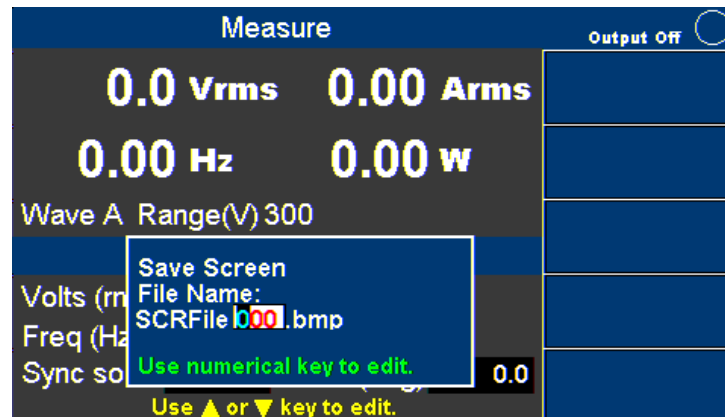 Measure
Output Off
0.0 Vrms 0.00 Arms
0.00 Hz 0.00 W
Wave A Range(V) 300
Save Screen
File Name:
SCRFile 000 .bmp
Use numerical key to edit.
Volts (rm
Freq (Hz
Sync so
0.0
Use ▲ or ▼ key to edit.